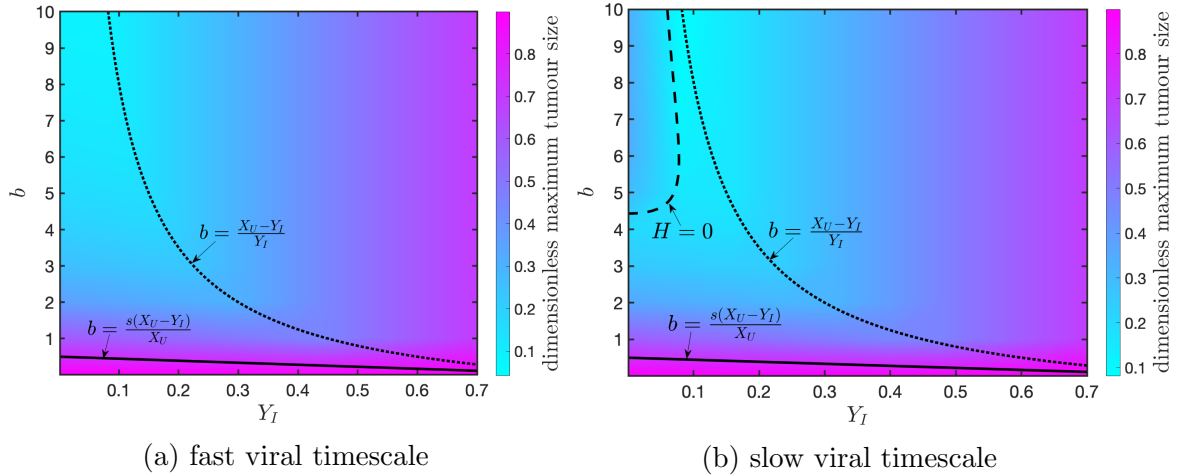 10
9
8
7
6
5
4
3
2
1
b
0.1 0.2 0.3 0.4 0.5 0.6 0.7
Y_I
b = \frac{X_U - Y_I}{Y_I}
b = \frac{s(X_U - Y_I)}{X_U}
0.8
0.7
0.6
0.5
0.4
0.3
0.2
0.1
dimensionless maximum tumour size
(a) fast viral timescale
10
9
8
7
6
5
4
3
2
1
b
0.1 0.2 0.3 0.4 0.5 0.6 0.7
Y_I
H = 0
b = \frac{X_U - Y_I}{Y_I}
b = \frac{s(X_U - Y_I)}{X_U}
0.8
0.7
0.6
0.5
0.4
0.3
0.2
0.1
dimensionless maximum tumour size
(b) slow viral timescale